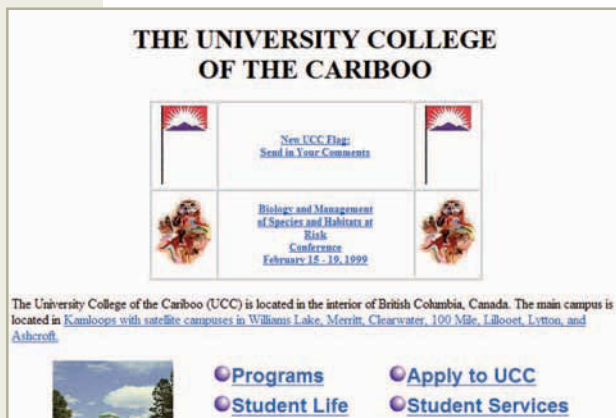 THE UNIVERSITY COLLEGE
OF THE CARIBOO
New UCC Flag:
Send in Your Comments
Biology and Management
of Species and Habitats at
Risk
Conference
February 15 - 19, 1999
The University College of the Cariboo (UCC) is located in the interior of British Columbia, Canada. The main campus is
located in Kamloops with satellite campuses in Williams Lake, Merritt, Clearwater, 100 Mile, Lillooet, Lytton, and
Ashcroft.
Programs Apply to UCC
Student Life Student Services